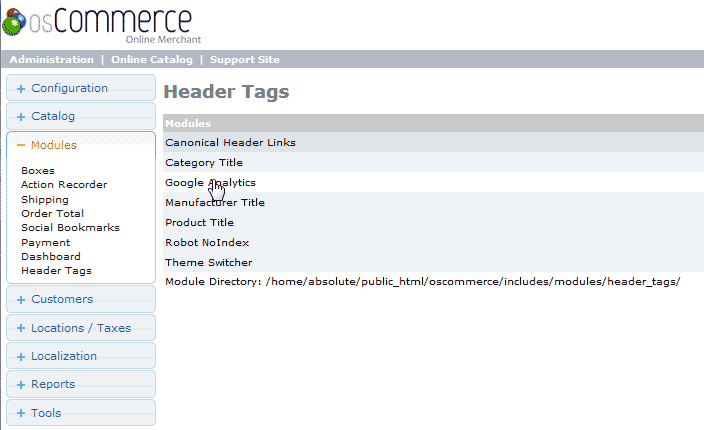 osCommerce
Online Merchant
Administration | Online Catalog | Support Site
Configuration
Catalog
Modules
Boxes
Action Recorder
Shipping
Order Total
Social Bookmarks
Payment
Dashboard
Header Tags
Customers
Locations / Taxes
Localization
Reports
Tools
Header Tags
Modules
Canonical Header Links
Category Title
Google Analytics
Manufacturer Title
Product Title
Robot NoIndex
Theme Switcher
Module Directory: /home/absolute/public_html/oscommerce/includes/modules/header_tags/